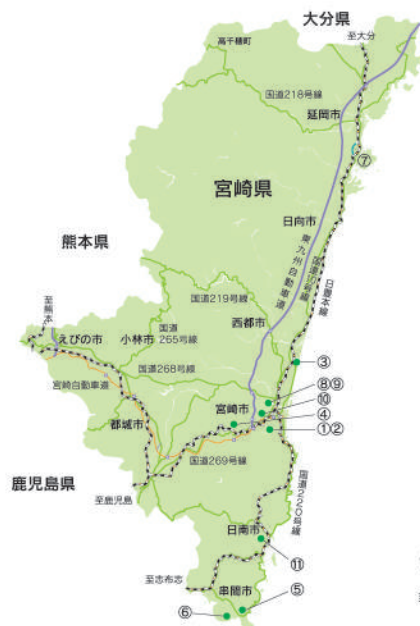 大分県
至大分
高千穂町
国道218号線
延岡市
⑦
宮崎県
日向市
東九州自動車道
国道10号線
日豊本線
熊本県
国道219号線
至熊本
えびの市
小林市
国道
265号線
西都市
国道268号線
宮崎自動車道
③
⑧⑨
⑩
宮崎市
④
都城市
①②
国道269号線
鹿児島県
至鹿児島
国道220号線
日南市
⑪
至志布志
串間市
⑤
⑥